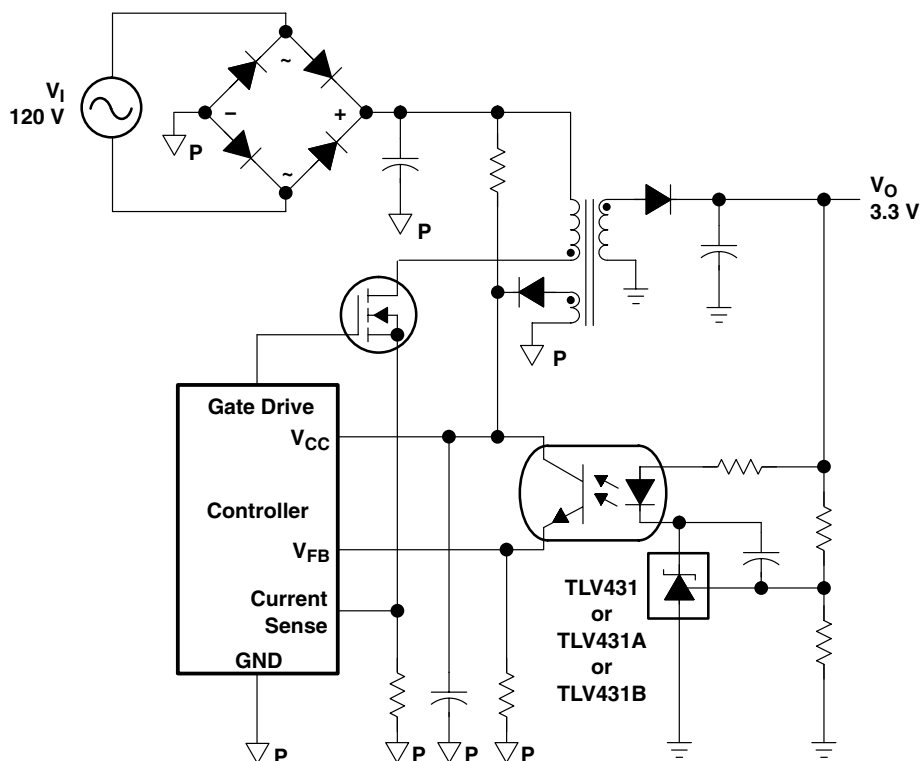 ~
V_I
120 V
–
+
P
~
P
V_O
3.3 V
P
Gate Drive
V_CC
Controller
V_FB
Current
Sense
GND
TLV431
or
TLV431A
or
TLV431B
P
P
P
P